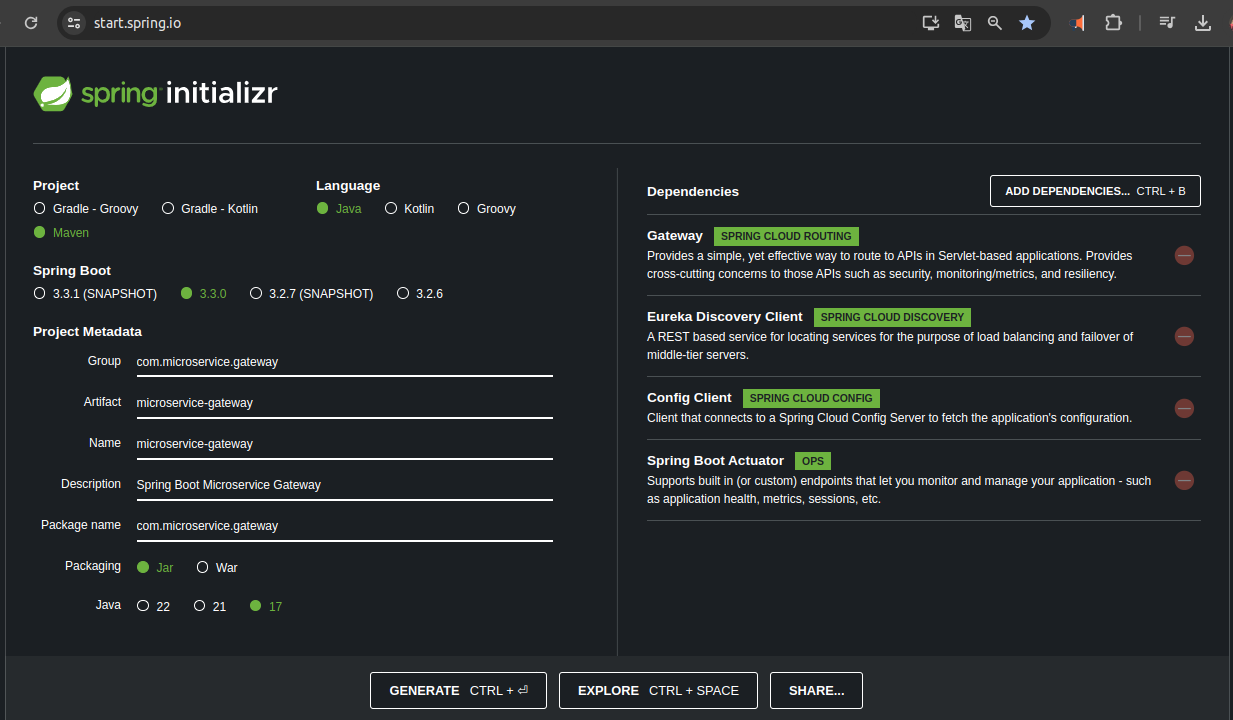 start.spring.io
spring initializr
Project
Gradle - Groovy Gradle - Kotlin
Maven
Language
Java Kotlin Groovy
Spring Boot
3.3.1 (SNAPSHOT) 3.3.0 3.2.7 (SNAPSHOT) 3.2.6
Project Metadata
Group com.microservice.gateway
Artifact microservice-gateway
Name microservice-gateway
Description Spring Boot Microservice Gateway
Package name com.microservice.gateway
Packaging Jar War
Java 22 21 17
Dependencies ADD DEPENDENCIES... CTRL + B
Gateway SPRING CLOUD ROUTING
Provides a simple, yet effective way to route to APIs in Servlet-based applications. Provides
cross-cutting concerns to those APIs such as security, monitoring/metrics, and resiliency.
Eureka Discovery Client SPRING CLOUD DISCOVERY
A REST based service for locating services for the purpose of load balancing and failover of
middle-tier servers.
Config Client SPRING CLOUD CONFIG
Client that connects to a Spring Cloud Config Server to fetch the application's configuration.
Spring Boot Actuator OPS
Supports built in (or custom) endpoints that let you monitor and manage your application - such
as application health, metrics, sessions, etc.
GENERATE CTRL + ⏎ EXPLORE CTRL + SPACE SHARE...